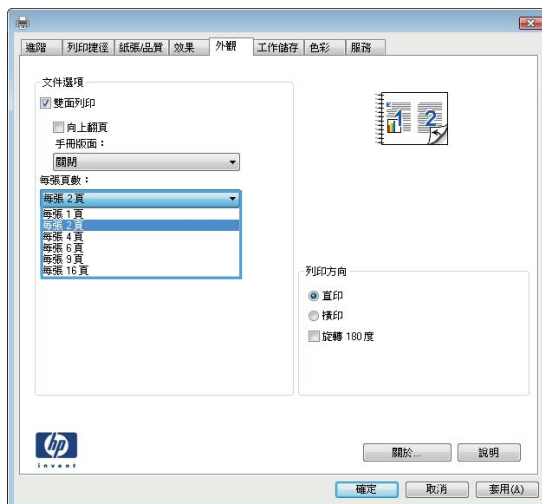 進階 列印捷徑 紙張/品質 效果 外觀 工作儲存 色彩 服務
文件選項
雙面列印
向上翻頁
手冊版面：
關閉
每張頁數：
每張 2 頁
每張 1 頁
每張 2 頁
每張 4 頁
每張 6 頁
每張 9 頁
每張 16 頁
1 2
列印方向
直印
橫印
旋轉 180 度
hp
invent
關於... 說明
確定 取消 套用(A)